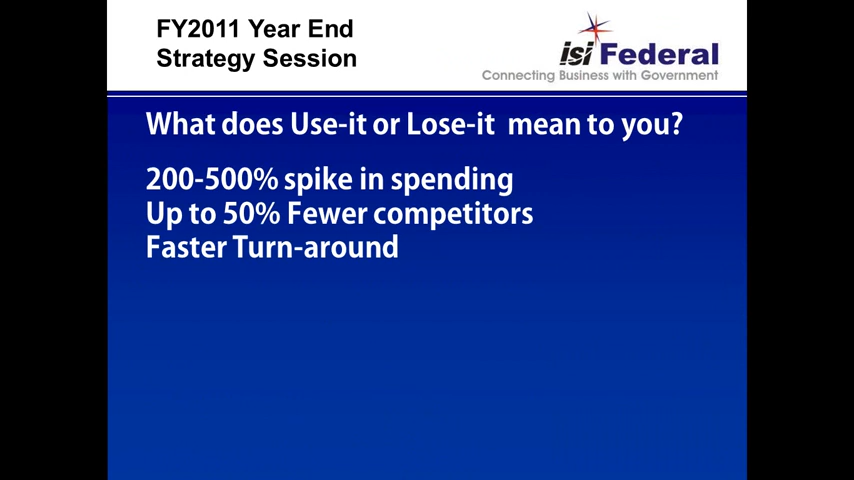 FY2011 Year End
Strategy Session
isi Federal
Connecting Business with Government
What does Use-it or Lose-it mean to you?
200-500% spike in spending
Up to 50% Fewer competitors
Faster Turn-around